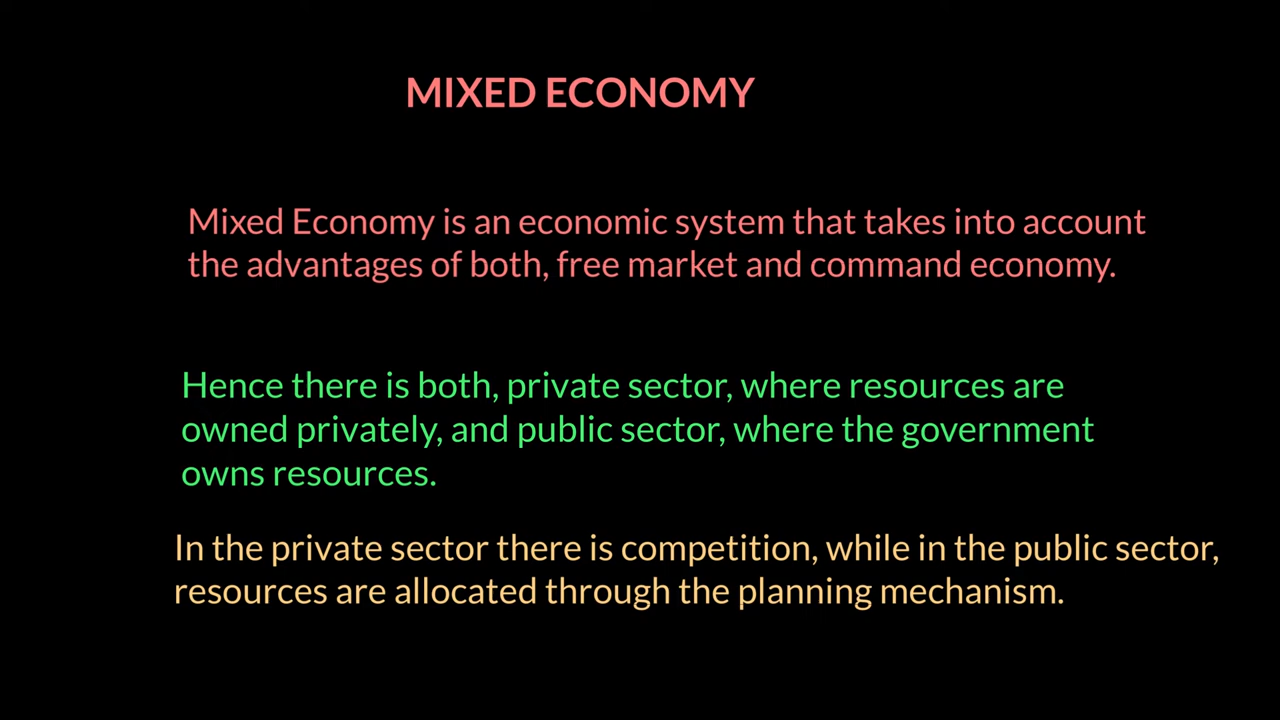 MIXED ECONOMY
Mixed Economy is an economic system that takes into account
the advantages of both, free market and command economy.
Hence there is both, private sector, where resources are
owned privately, and public sector, where the government
owns resources.
In the private sector there is competition, while in the public sector,
resources are allocated through the planning mechanism.